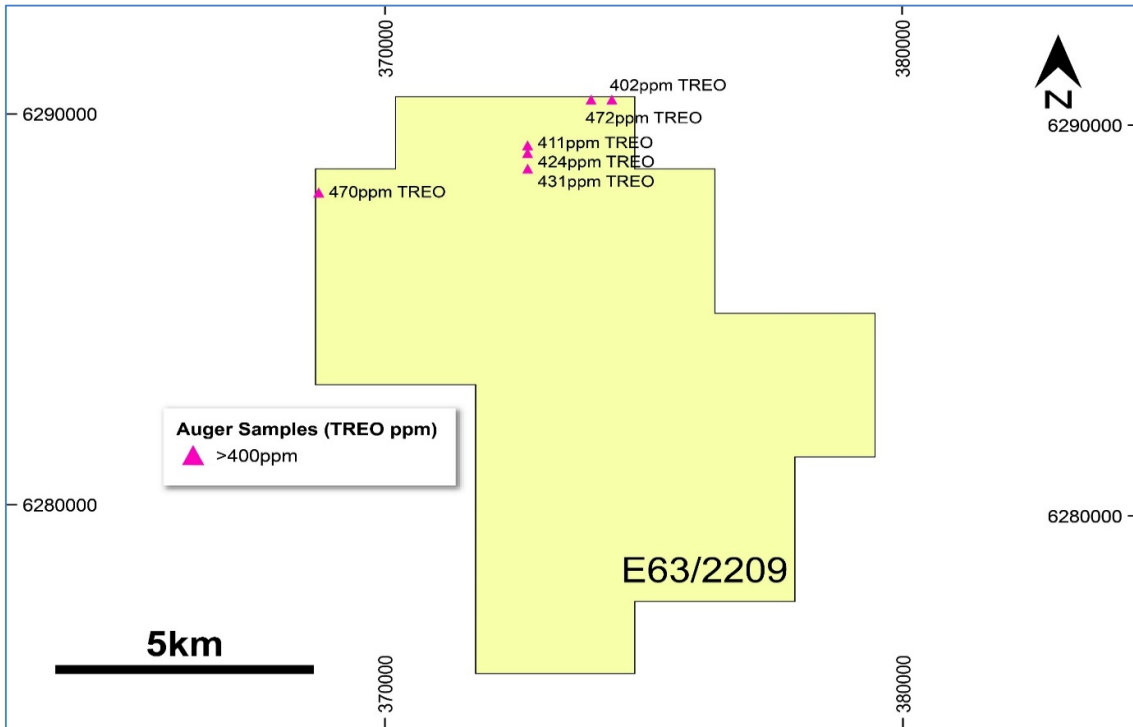 370000
380000
402ppm TREO
N
6290000
472ppm TREO
6290000
411ppm TREO
424ppm TREO
431ppm TREO
470ppm TREO
Auger Samples (TREO ppm)
>400ppm
6280000
6280000
E63/2209
5km
370000
380000